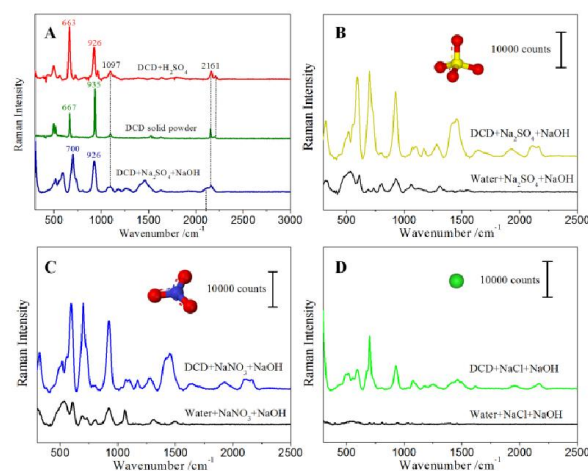 A
663
926
1097
2161
DCD+H₂SO₄
935
667
DCD solid powder
700
926
DCD+Na₂SO₄+NaOH
Raman Intensity
500 1000 1500 2000 2500 3000
Wavenumber /cm⁻¹
B
10000 counts
DCD+Na₂SO₄+NaOH
Water+Na₂SO₄+NaOH
Raman Intensity
500 1000 1500 2000 2500
Wavenumber /cm⁻¹
C
10000 counts
DCD+NaNO₃+NaOH
Water+NaNO₃+NaOH
Raman Intensity
500 1000 1500 2000 2500
Wavenumber/cm⁻¹
D
10000 counts
DCD+NaCl+NaOH
Water+NaCl+NaOH
Raman Intensity
500 1000 1500 2000 2500
Wavenumber /cm⁻¹